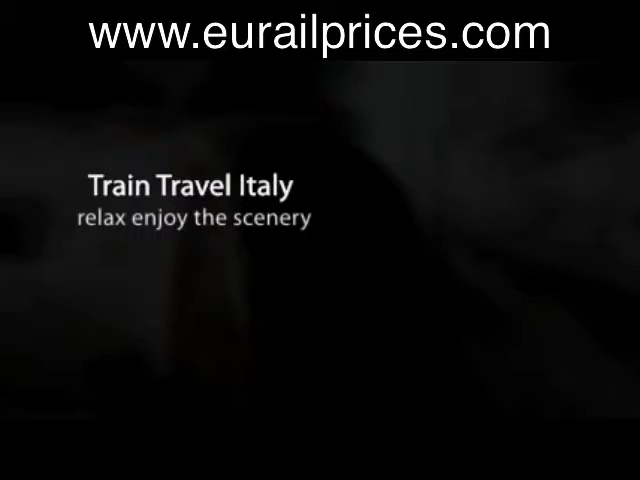 www.eurailprices.com
Train Travel Italy
relax enjoy the scenery